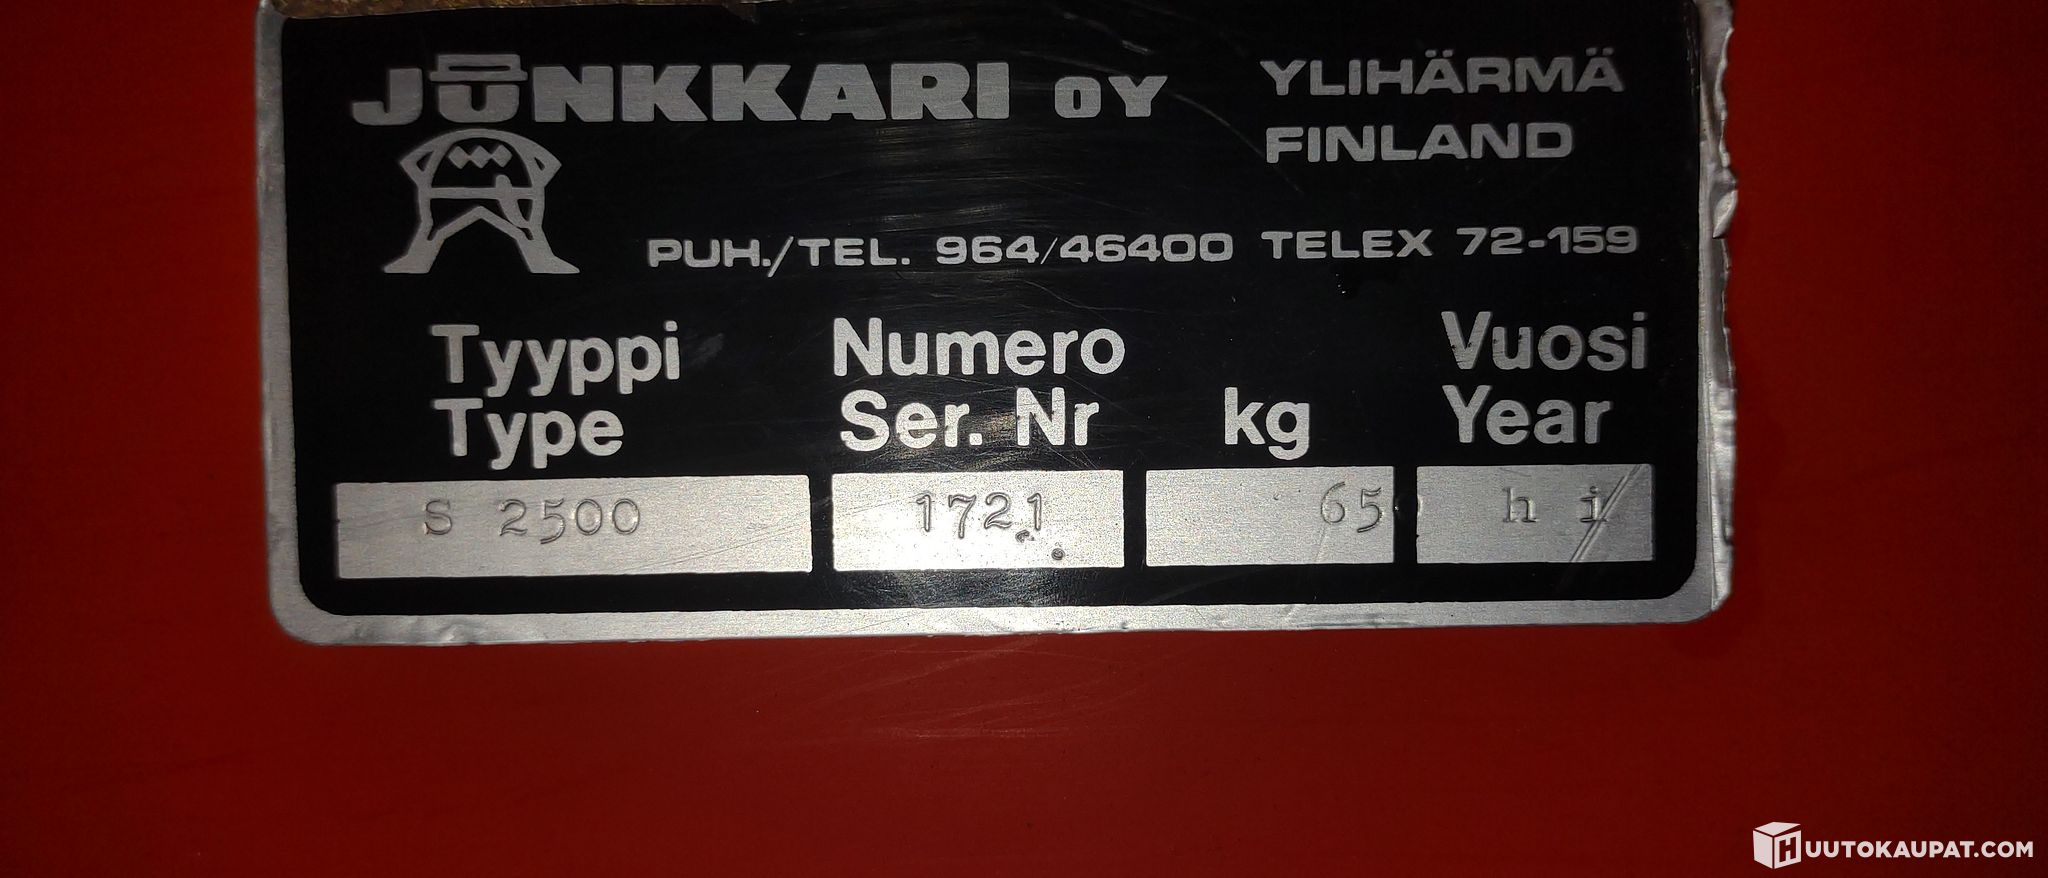 JUNKKARI OY
YLIHÄRMÄ
FINLAND
PUH./TEL. 964/46400 TELEX 72-159
Tyyppi Numero Vuosi
Type Ser. Nr kg Year
S 2500 1721 650 h i
HUUTOKAUPAT.COM